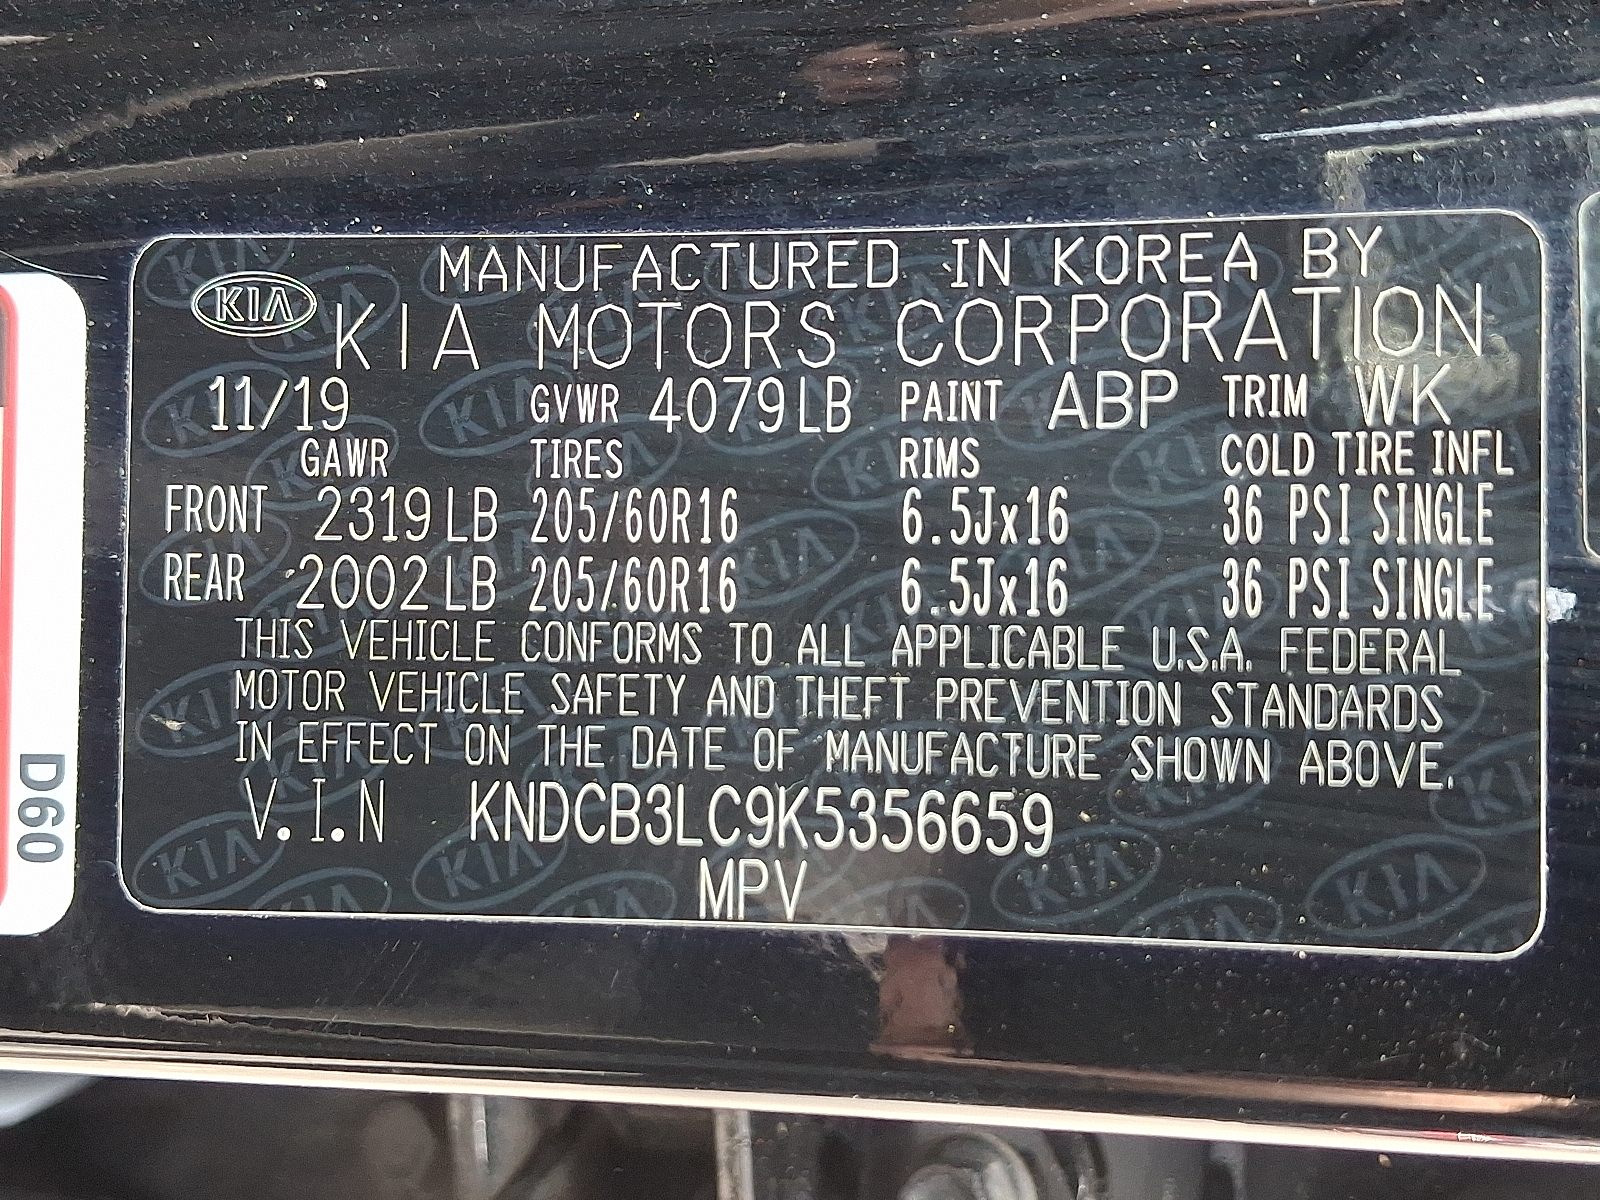 MANUFACTURED IN KOREA BY
KIA KIA MOTORS CORPORATION
11/19 GVWR 4079LB PAINT ABP TRIM WK
GAWR TIRES RIMS COLD TIRE INFL
FRONT 2319LB 205/60R16 6.5Jx16 36 PSI SINGLE
REAR 2002LB 205/60R16 6.5Jx16 36 PSI SINGLE
THIS VEHICLE CONFORMS TO ALL APPLICABLE U.S.A. FEDERAL
MOTOR VEHICLE SAFETY AND THEFT PREVENTION STANDARDS
IN EFFECT ON THE DATE OF MANUFACTURE SHOWN ABOVE.
V.I.N KNDCB3LC9K5356659
MPV
D60